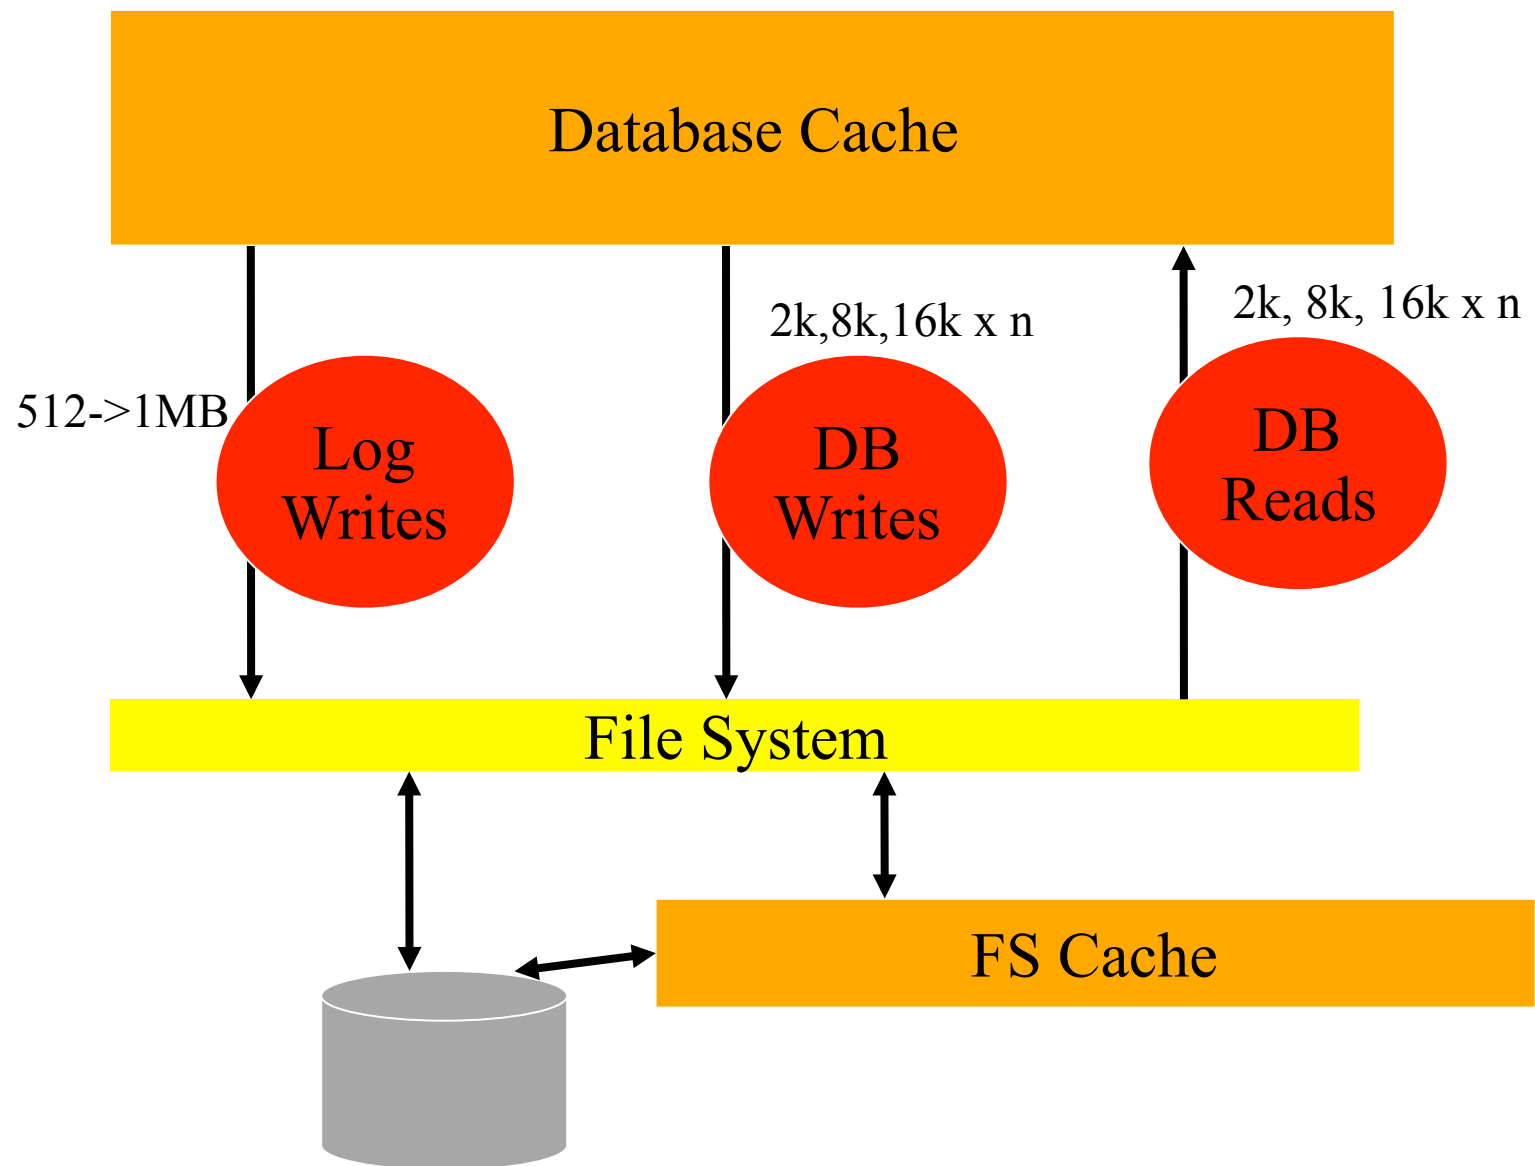 Database Cache
2k,8k,16k x n
2k, 8k, 16k x n
512->1MB
Log
Writes
DB
Writes
DB
Reads
File System
FS Cache